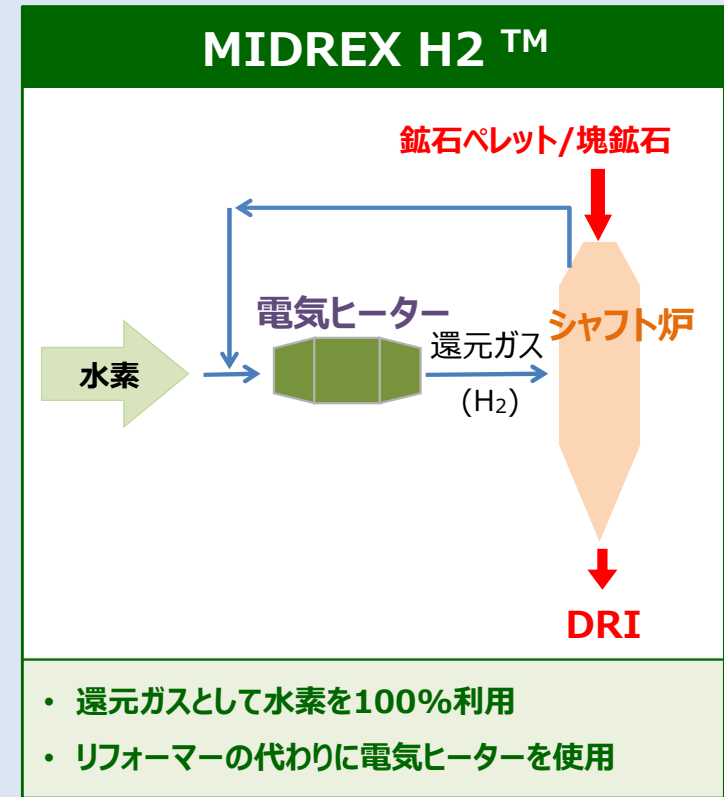 MIDREX H2 ™
鉱石ペレット/塊鉱石
電気ヒーター
シャフト炉
水素
還元ガス
(H₂)
DRI
・ 還元ガスとして水素を100%利用
・ リフォーマーの代わりに電気ヒーターを使用